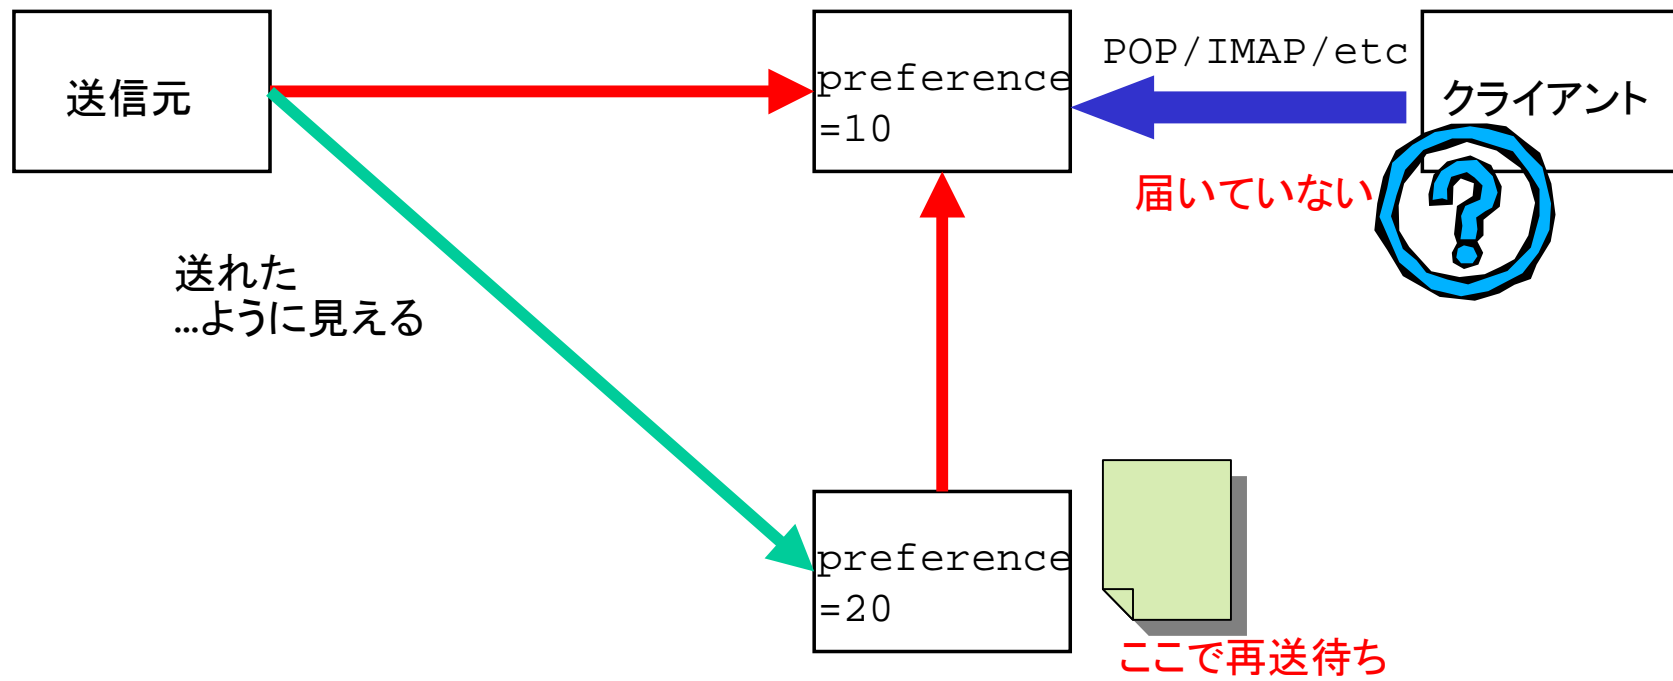 送信元
preference
=10
POP/IMAP/etc
クライアント
届いていない
?
送れた
…ように見える
preference
=20
ここで再送待ち